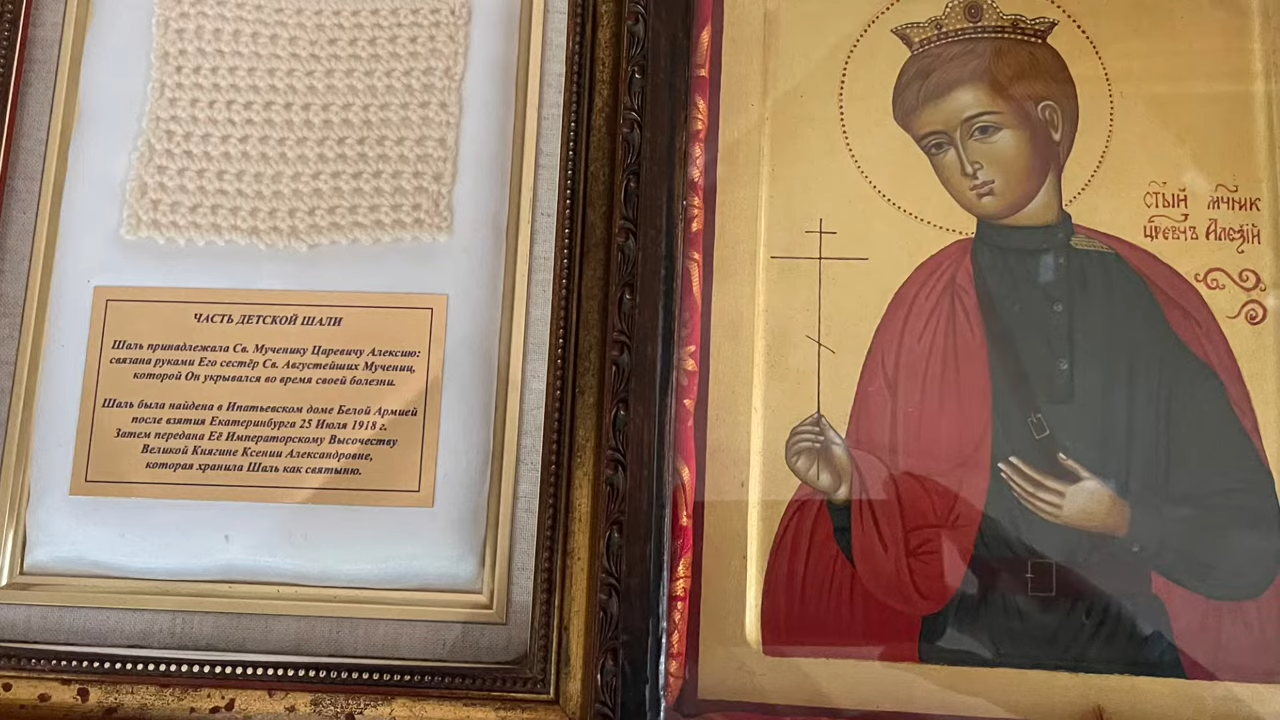 ЧАСТЬ ДЕТСКОЙ ШАЛИ
Шаль принадлежала Св. Мученику Царевичу Алексию:
связана руками Его сестёр Св. Августейших Мучениц,
которой Он укрывался во время своей болезни.
Шаль была найдена в Ипатьевском доме Белой Армией
после взятия Екатеринбурга 25 Июля 1918 г.
Затем передана Её Императорскому Высочеству
Великой Княгине Ксении Александровне,
которая хранила Шаль как святыню.
СТЫЙ МЧНИК
ЦРЕВЧЪ АЛЕѮІЙ